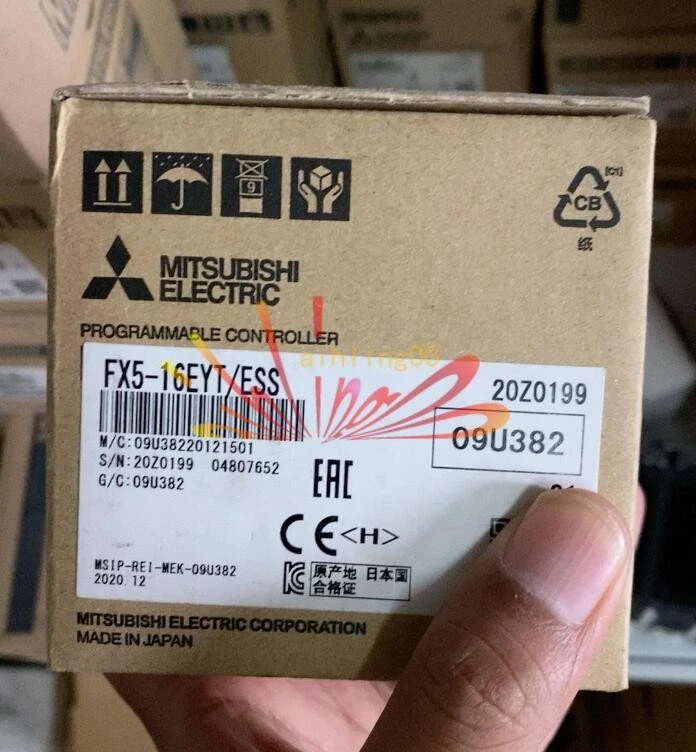 9
[C1]
CB
纸
MITSUBISHI
ELECTRIC
PROGRAMMABLE CONTROLLER
FX5-16EYT/ESS
20Z0199
M/C:09U38220121501
09U382
S/N:20Z0199 04807652
G/C:09U382
EAC
CE <H>
MSIP-REI-MEK-09U382
2020.12
原产地 日本国
合格证
MITSUBISHI ELECTRIC CORPORATION
MADE IN JAPAN